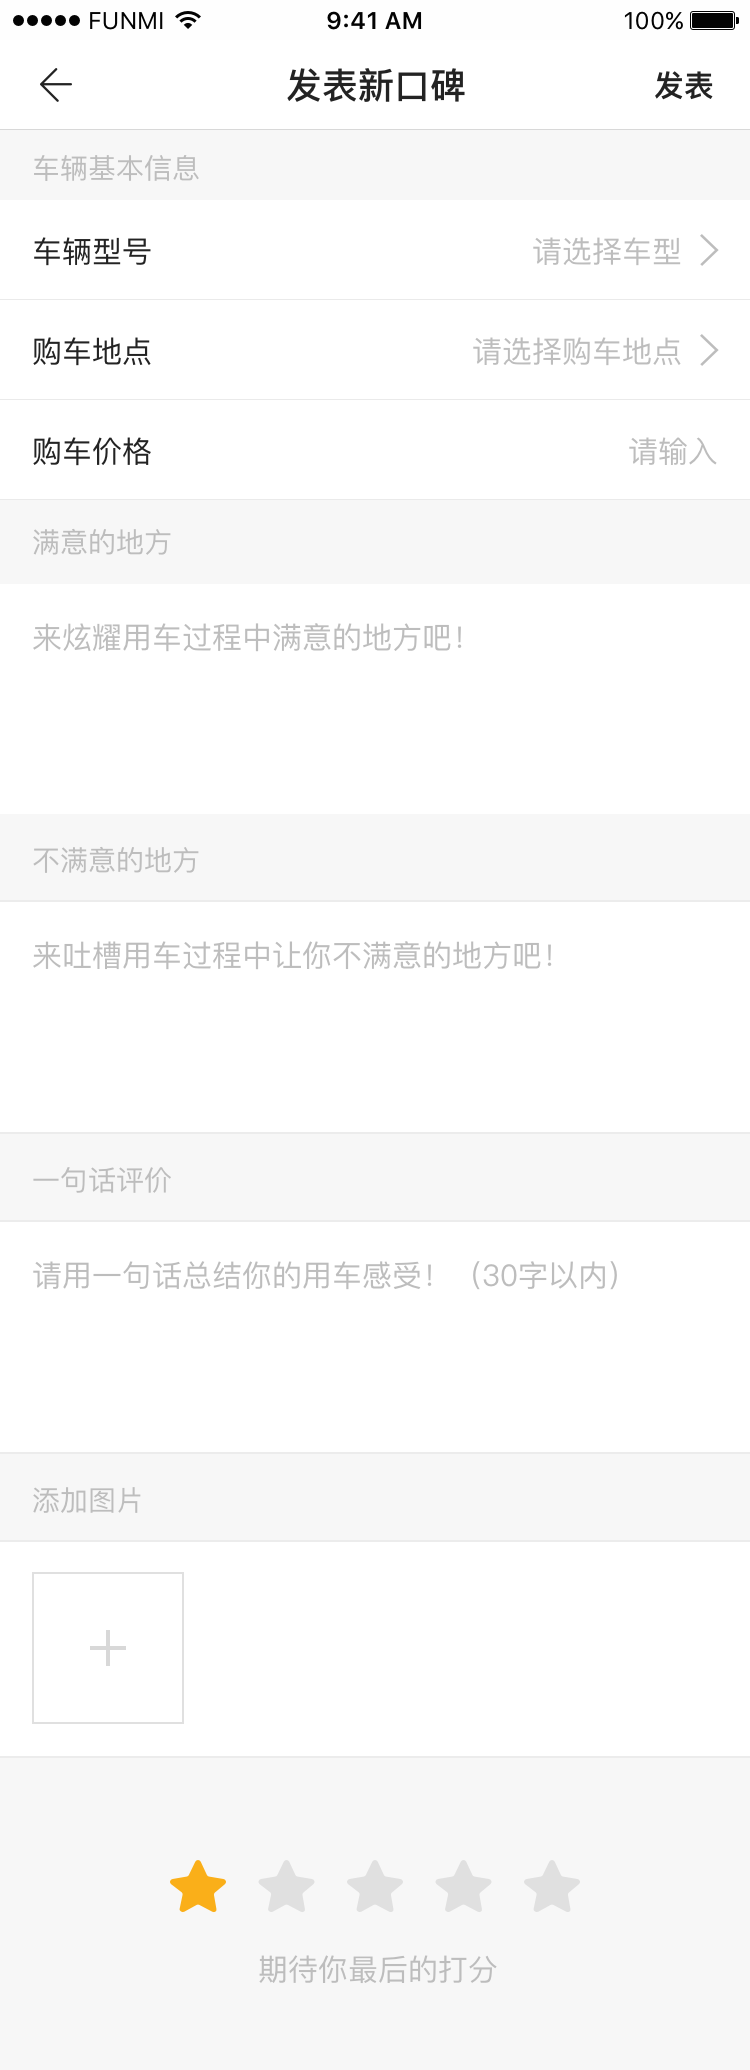 FUNMI 9:41 AM 100%
发表新口碑 发表
车辆基本信息
车辆型号 请选择车型
购车地点 请选择购车地点
购车价格 请输入
满意的地方
来炫耀用车过程中满意的地方吧！
不满意的地方
来吐槽用车过程中让你不满意的地方吧！
一句话评价
请用一句话总结你的用车感受！（30字以内）
添加图片
期待你最后的打分